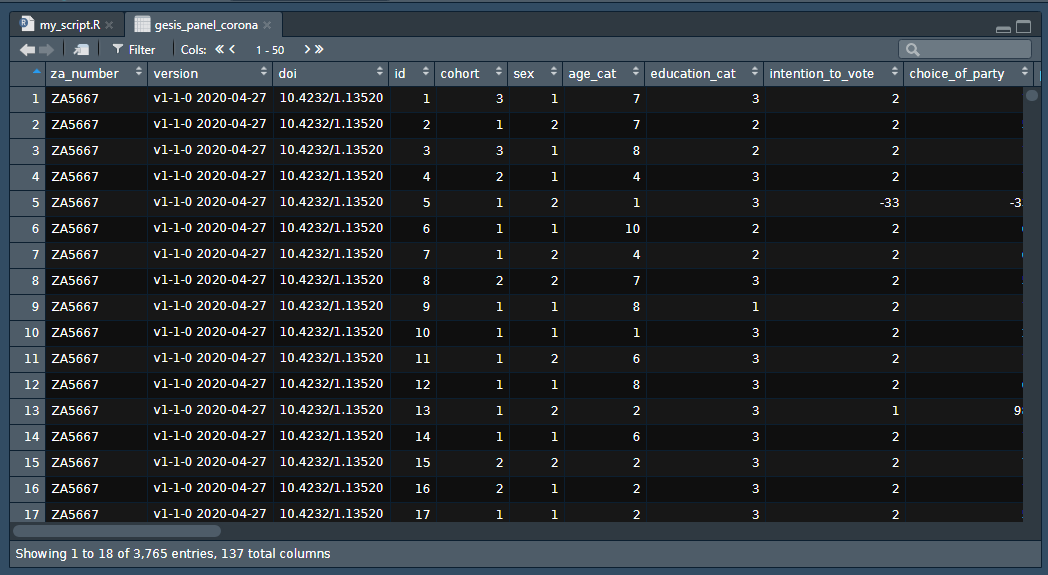 my_script.R gesis_panel_corona
Filter Cols: 1 - 50
za_number version doi id cohort sex age_cat education_cat intention_to_vote choice_of_party
1 ZA5667 v1-1-0 2020-04-27 10.4232/1.13520 1 3 1 7 3 2
2 ZA5667 v1-1-0 2020-04-27 10.4232/1.13520 2 1 2 7 2 2
3 ZA5667 v1-1-0 2020-04-27 10.4232/1.13520 3 3 1 8 2 2
4 ZA5667 v1-1-0 2020-04-27 10.4232/1.13520 4 2 1 4 3 2
5 ZA5667 v1-1-0 2020-04-27 10.4232/1.13520 5 1 2 1 3 -33
6 ZA5667 v1-1-0 2020-04-27 10.4232/1.13520 6 1 1 10 2 2
7 ZA5667 v1-1-0 2020-04-27 10.4232/1.13520 7 1 2 4 2 2
8 ZA5667 v1-1-0 2020-04-27 10.4232/1.13520 8 2 2 7 3 2
9 ZA5667 v1-1-0 2020-04-27 10.4232/1.13520 9 1 1 8 1 2
10 ZA5667 v1-1-0 2020-04-27 10.4232/1.13520 10 1 1 1 3 2
11 ZA5667 v1-1-0 2020-04-27 10.4232/1.13520 11 1 2 6 3 2
12 ZA5667 v1-1-0 2020-04-27 10.4232/1.13520 12 1 1 8 3 2
13 ZA5667 v1-1-0 2020-04-27 10.4232/1.13520 13 1 2 2 3 1
14 ZA5667 v1-1-0 2020-04-27 10.4232/1.13520 14 1 1 6 3 2
15 ZA5667 v1-1-0 2020-04-27 10.4232/1.13520 15 2 2 2 3 2
16 ZA5667 v1-1-0 2020-04-27 10.4232/1.13520 16 2 1 2 3 2
17 ZA5667 v1-1-0 2020-04-27 10.4232/1.13520 17 1 1 2 3 2
Showing 1 to 18 of 3,765 entries, 137 total columns